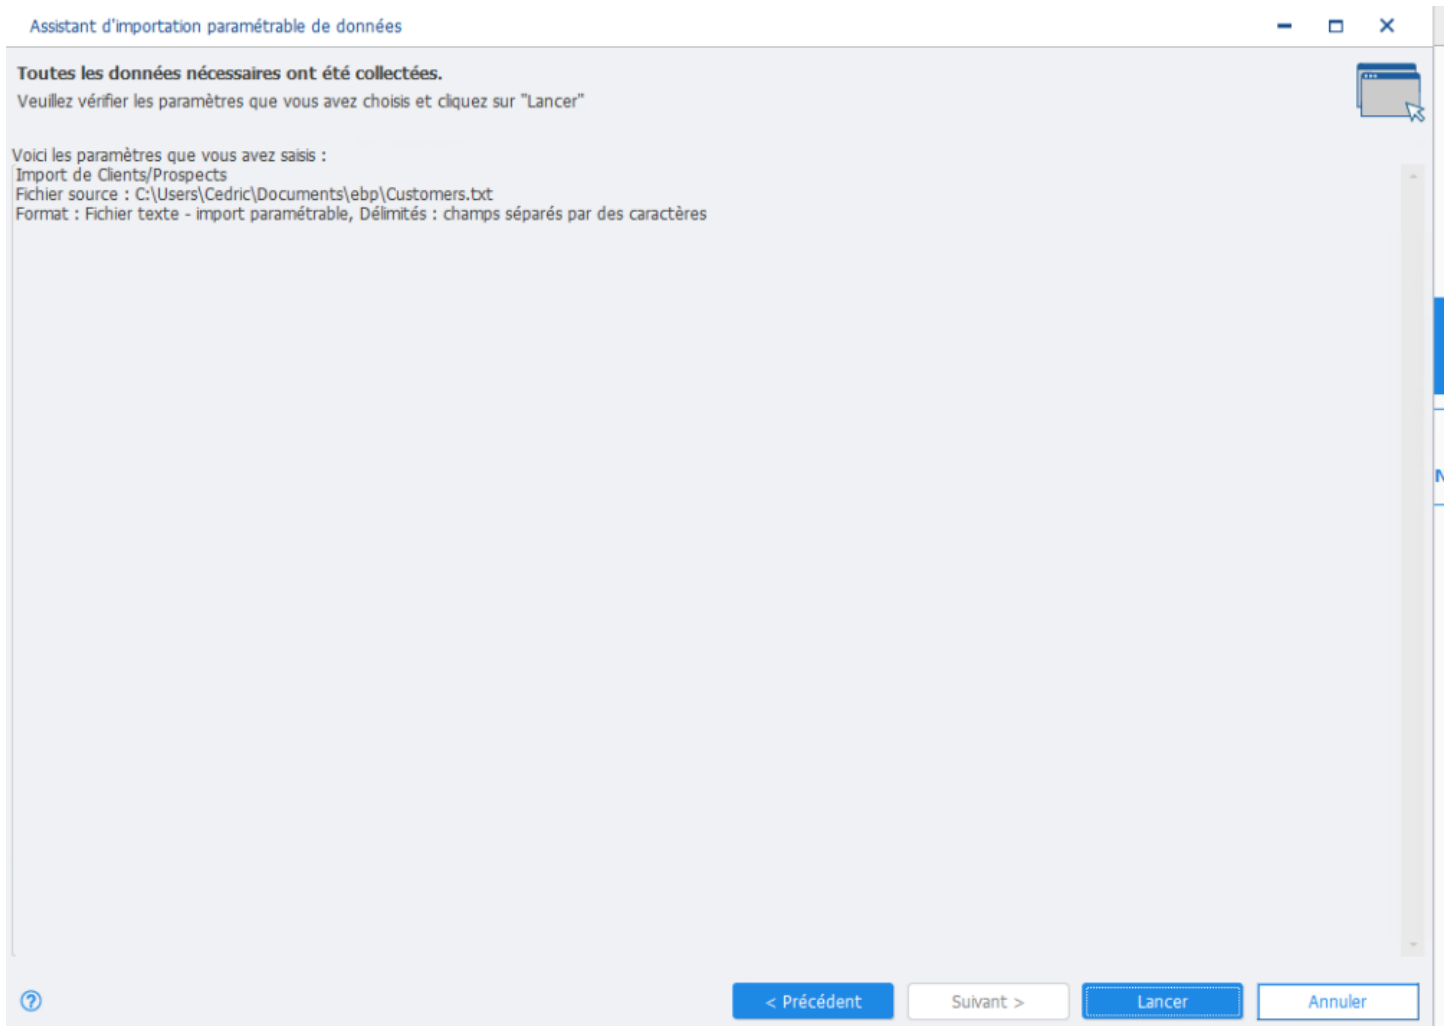 Assistant d'importation paramétrable de données
Toutes les données nécessaires ont été collectées.
Veuillez vérifier les paramètres que vous avez choisis et cliquez sur "Lancer"
Voici les paramètres que vous avez saisis :
Import de Clients/Prospects
Fichier source : C:\Users\Cedric\Documents\ebp\Customers.txt
Format : Fichier texte - import paramétrable, Délimités : champs séparés par des caractères
N
?
< Précédent
Suivant >
Lancer
Annuler